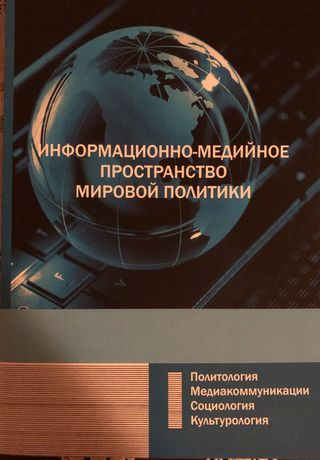 ИНФОРМАЦИОННО-МЕДИЙНОЕ
ПРОСТРАНСТВО
МИРОВОЙ ПОЛИТИКИ
Политология
Медиакоммуникации
Социология
Культурология